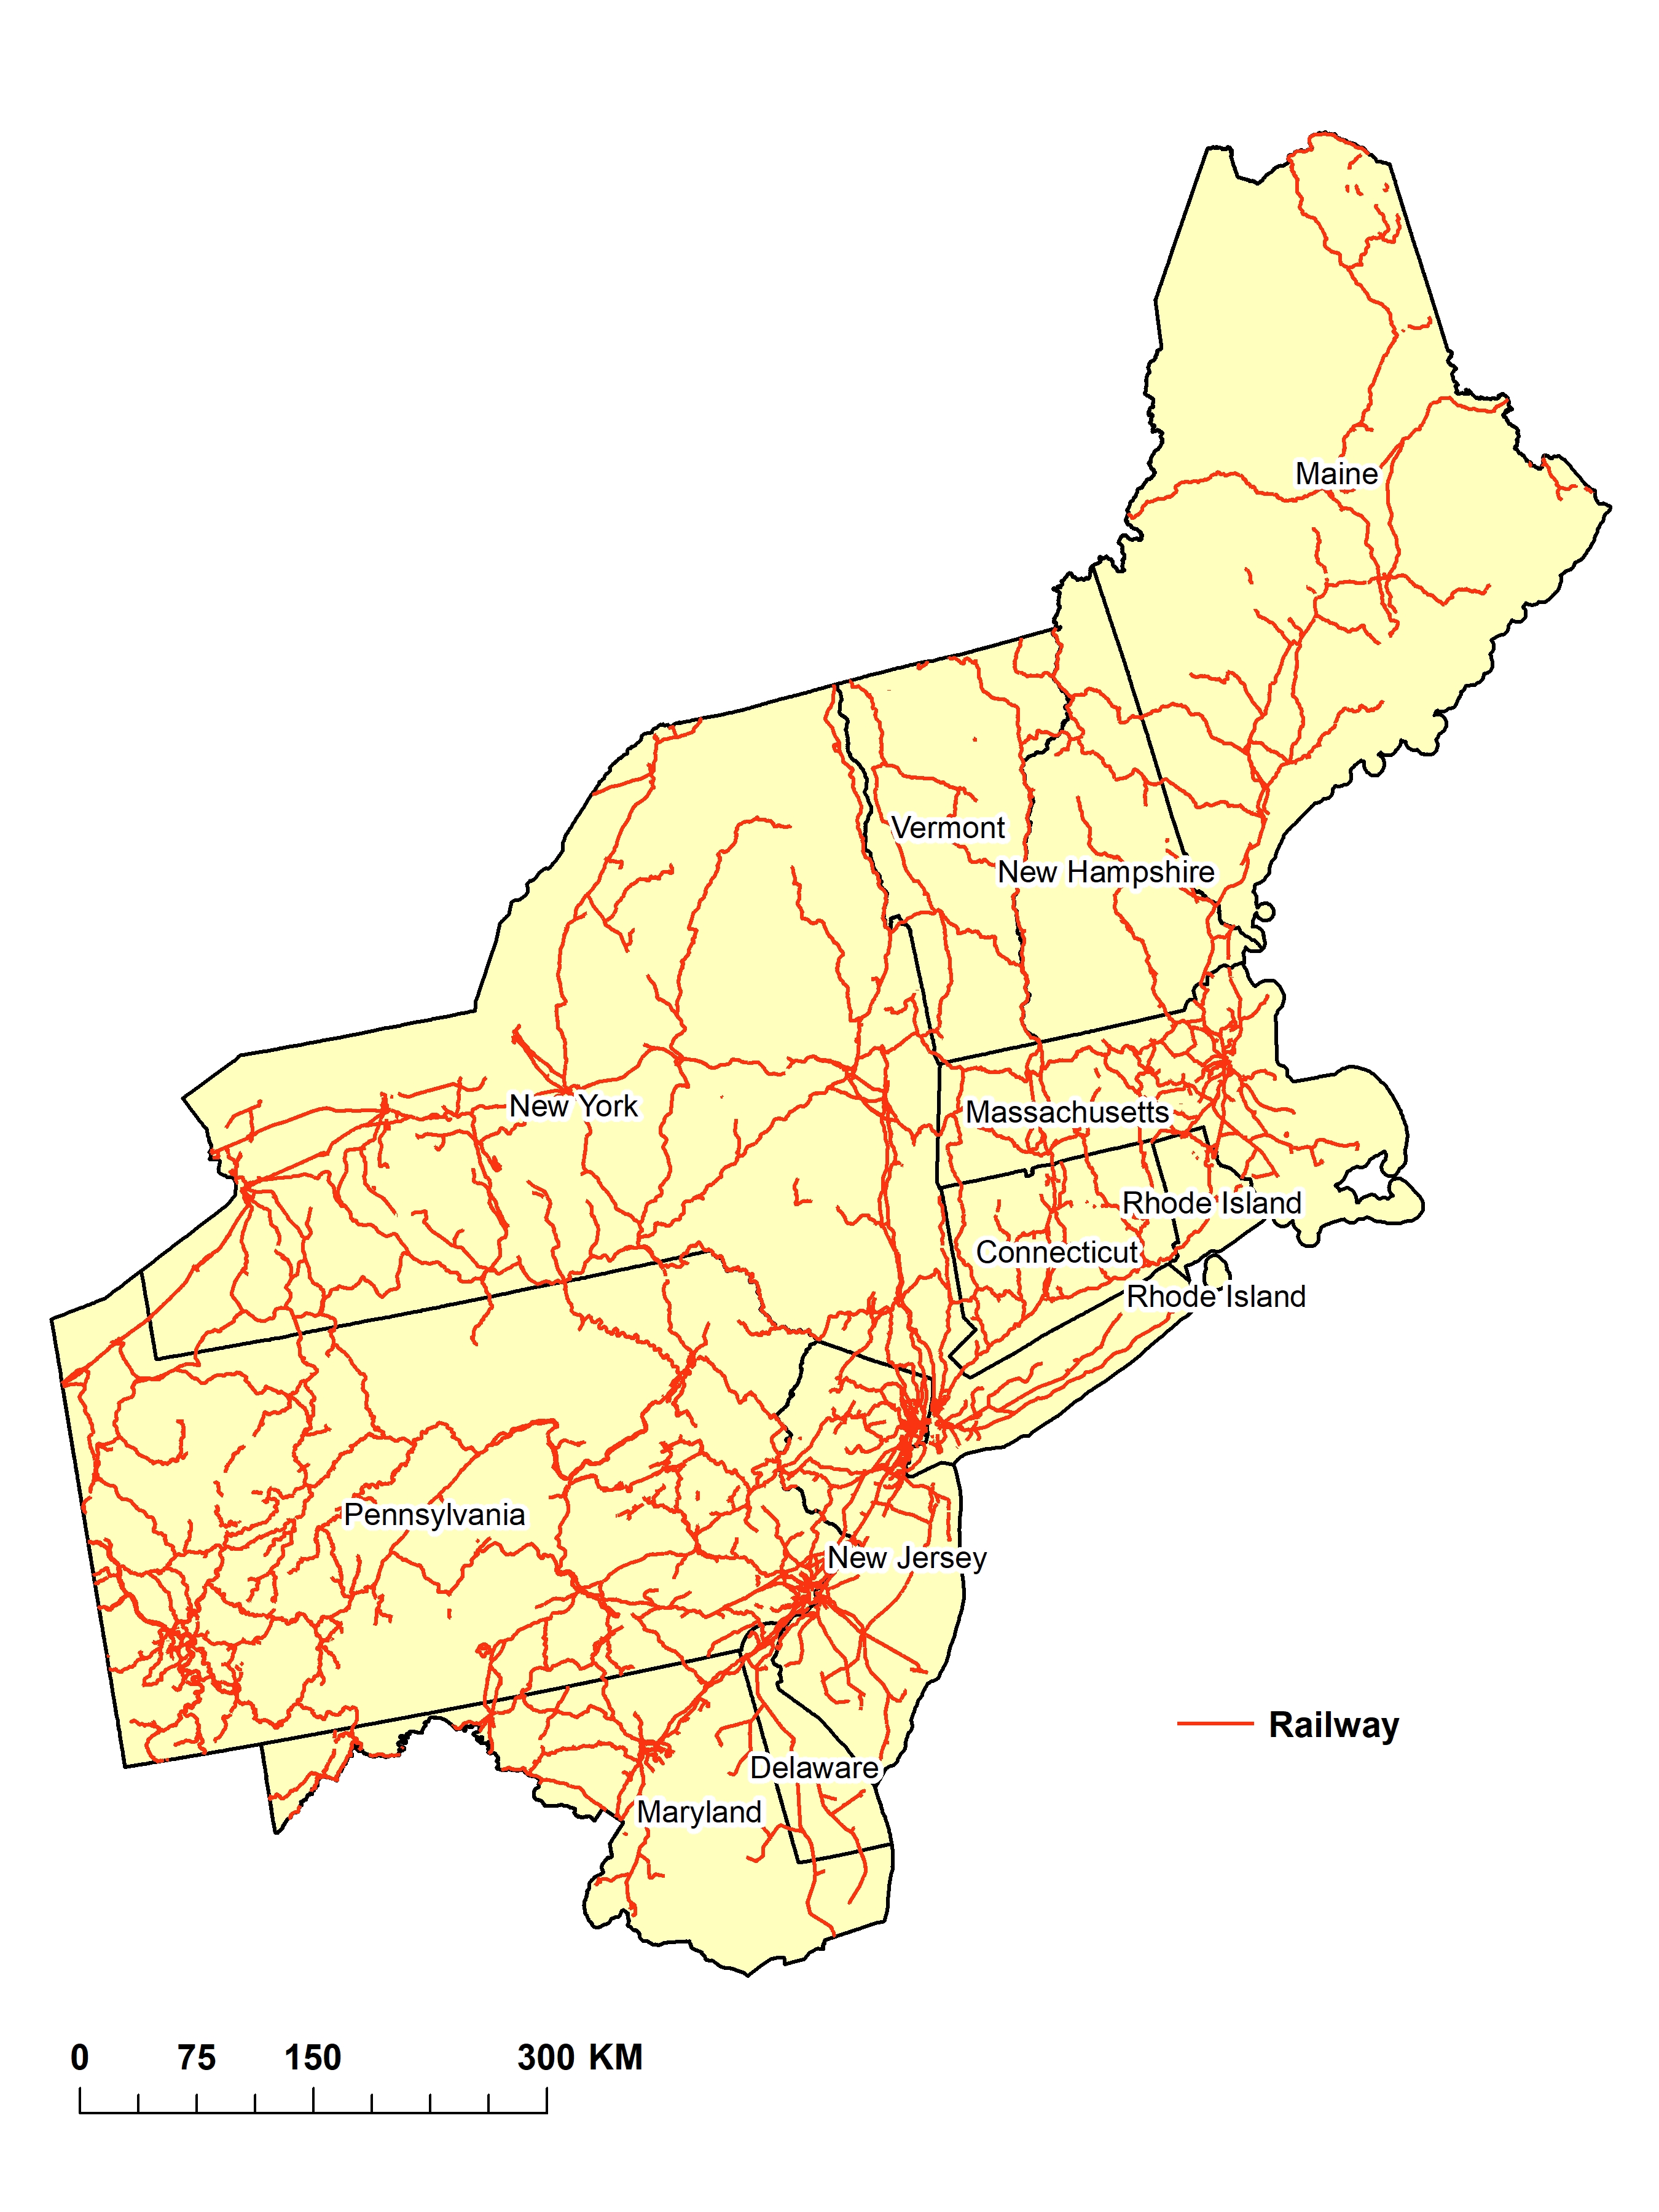 Maine
Vermont
New Hampshire
New York
Massachusetts
Rhode Island
Connecticut
Rhode Island
Pennsylvania
New Jersey
Railway
Delaware
Maryland
0 75 150 300 KM